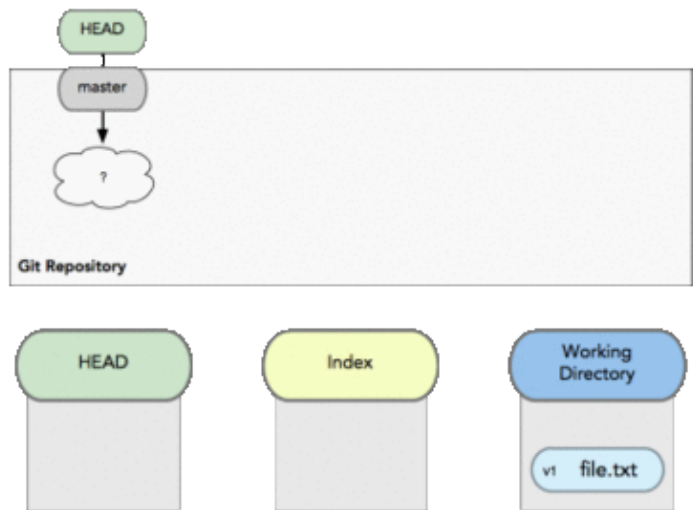 HEAD
master
?
Git Repository
HEAD
Index
Working
Directory
v1 file.txt